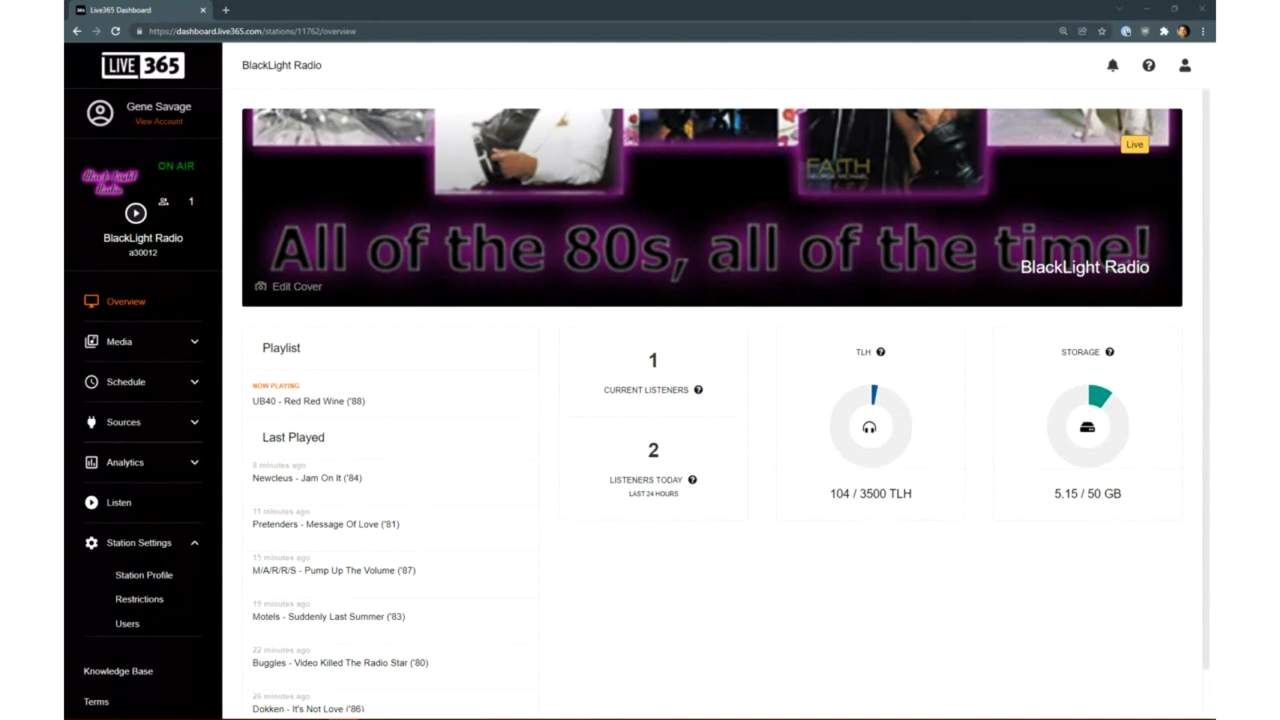 Live365 Dashboard
https://dashboard.live365.com/stations/11762/overview
LIVE 365
BlackLight Radio
Gene Savage
View Account
ON AIR
Black Light
Radio
1
BlackLight Radio
a30012
Overview
Media
Schedule
Sources
Analytics
Listen
Station Settings
Station Profile
Restrictions
Users
Knowledge Base
Terms
Live
FAITH
All of the 80s, all of the time!
BlackLight Radio
Edit Cover
Playlist
NOW PLAYING
UB40 - Red Red Wine ('88)
Last Played
8 minutes ago
Newcleus - Jam On It ('84)
11 minutes ago
Pretenders - Message Of Love ('81)
15 minutes ago
M/A/R/R/S - Pump Up The Volume ('87)
19 minutes ago
Motels - Suddenly Last Summer ('83)
22 minutes ago
Buggles - Video Killed The Radio Star ('80)
26 minutes ago
Dokken - It's Not Love ('86)
1
CURRENT LISTENERS
2
LISTENERS TODAY
LAST 24 HOURS
TLH
104 / 3500 TLH
STORAGE
5.15 / 50 GB